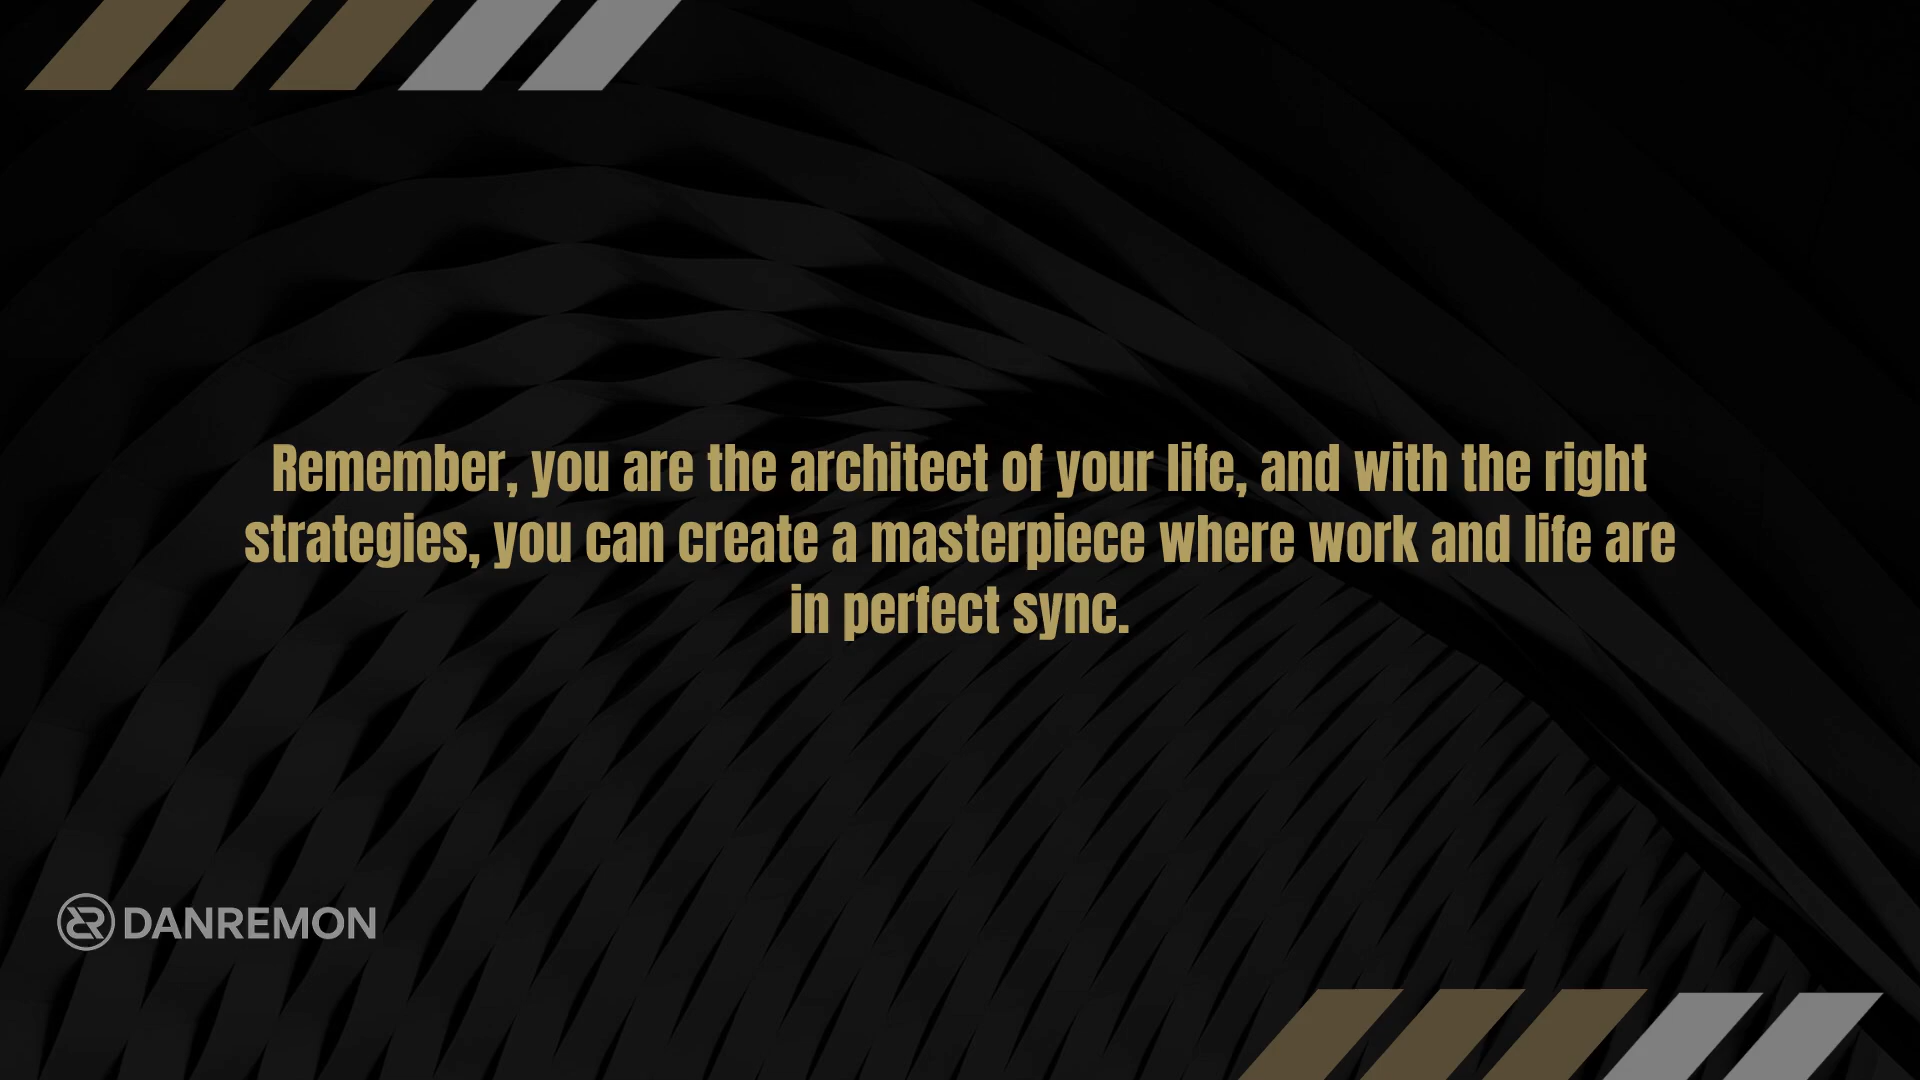 Remember, you are the architect of your life, and with the right
strategies, you can create a masterpiece where work and life are
in perfect sync.
DANREMON